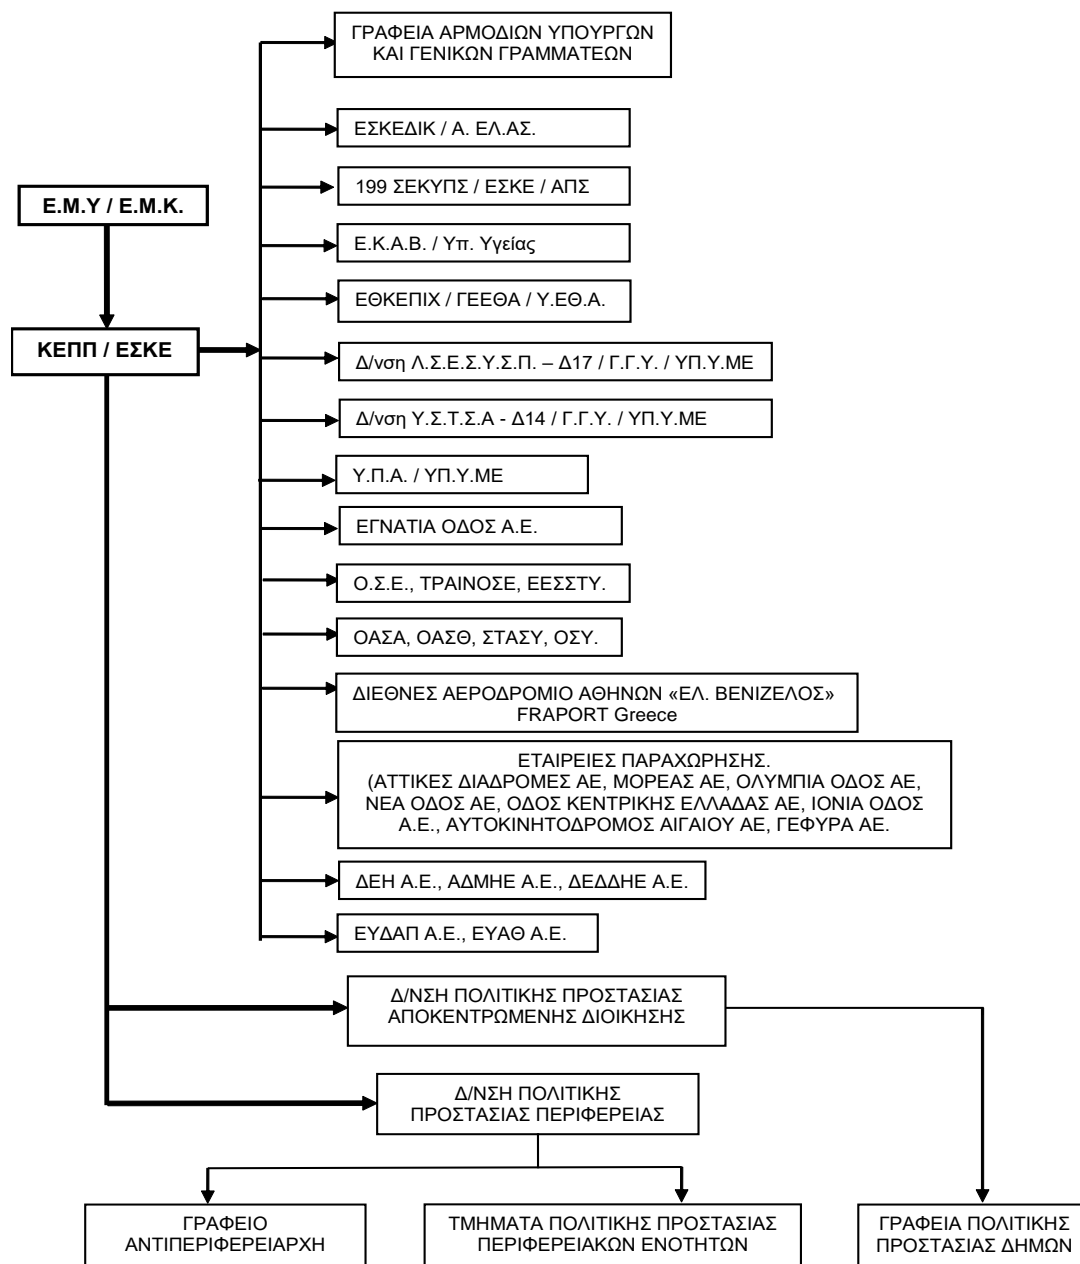 ΓΡΑΦΕΙΑ ΑΡΜΟΔΙΩΝ ΥΠΟΥΡΓΩΝ
ΚΑΙ ΓΕΝΙΚΩΝ ΓΡΑΜΜΑΤΕΩΝ
ΕΣΚΕΔΙΚ / Α. ΕΛ.ΑΣ.
199 ΣΕΚΥΠΣ / ΕΣΚΕ / ΑΠΣ
Ε.Μ.Υ / Ε.Μ.Κ.
Ε.Κ.Α.Β. / Υπ. Υγείας
ΕΘΚΕΠΙΧ / ΓΕΕΘΑ / Υ.ΕΘ.Α.
ΚΕΠΠ / ΕΣΚΕ
Δ/νση Λ.Σ.Ε.Σ.Υ.Σ.Π. – Δ17 / Γ.Γ.Υ. / ΥΠ.Υ.ΜΕ
Δ/νση Υ.Σ.Τ.Σ.Α - Δ14 / Γ.Γ.Υ. / ΥΠ.Υ.ΜΕ
Υ.Π.Α. / ΥΠ.Υ.ΜΕ
ΕΓΝΑΤΙΑ ΟΔΟΣ Α.Ε.
Ο.Σ.Ε., ΤΡΑΙΝΟΣΕ, ΕΕΣΣΤΥ.
ΟΑΣΑ, ΟΑΣΘ, ΣΤΑΣΥ, ΟΣΥ.
ΔΙΕΘΝΕΣ ΑΕΡΟΔΡΟΜΙΟ ΑΘΗΝΩΝ «ΕΛ. ΒΕΝΙΖΕΛΟΣ»
FRAPORT Greece
ΕΤΑΙΡΕΙΕΣ ΠΑΡΑΧΩΡΗΣΗΣ.
(ΑΤΤΙΚΕΣ ΔΙΑΔΡΟΜΕΣ ΑΕ, ΜΟΡΕΑΣ ΑΕ, ΟΛΥΜΠΙΑ ΟΔΟΣ ΑΕ,
ΝΕΑ ΟΔΟΣ ΑΕ, ΟΔΟΣ ΚΕΝΤΡΙΚΗΣ ΕΛΛΑΔΑΣ ΑΕ, ΙΟΝΙΑ ΟΔΟΣ
Α.Ε., ΑΥΤΟΚΙΝΗΤΟΔΡΟΜΟΣ ΑΙΓΑΙΟΥ ΑΕ, ΓΕΦΥΡΑ ΑΕ.
ΔΕΗ Α.Ε., ΑΔΜΗΕ Α.Ε., ΔΕΔΔΗΕ Α.Ε.
ΕΥΔΑΠ Α.Ε., ΕΥΑΘ Α.Ε.
Δ/ΝΣΗ ΠΟΛΙΤΙΚΗΣ ΠΡΟΣΤΑΣΙΑΣ
ΑΠΟΚΕΝΤΡΩΜΕΝΗΣ ΔΙΟΙΚΗΣΗΣ
Δ/ΝΣΗ ΠΟΛΙΤΙΚΗΣ
ΠΡΟΣΤΑΣΙΑΣ ΠΕΡΙΦΕΡΕΙΑΣ
ΓΡΑΦΕΙΟ
ΑΝΤΙΠΕΡΙΦΕΡΕΙΑΡΧΗ
ΤΜΗΜΑΤΑ ΠΟΛΙΤΙΚΗΣ ΠΡΟΣΤΑΣΙΑΣ
ΠΕΡΙΦΕΡΕΙΑΚΩΝ ΕΝΟΤΗΤΩΝ
ΓΡΑΦΕΙΑ ΠΟΛΙΤΙΚΗΣ
ΠΡΟΣΤΑΣΙΑΣ ΔΗΜΩΝ